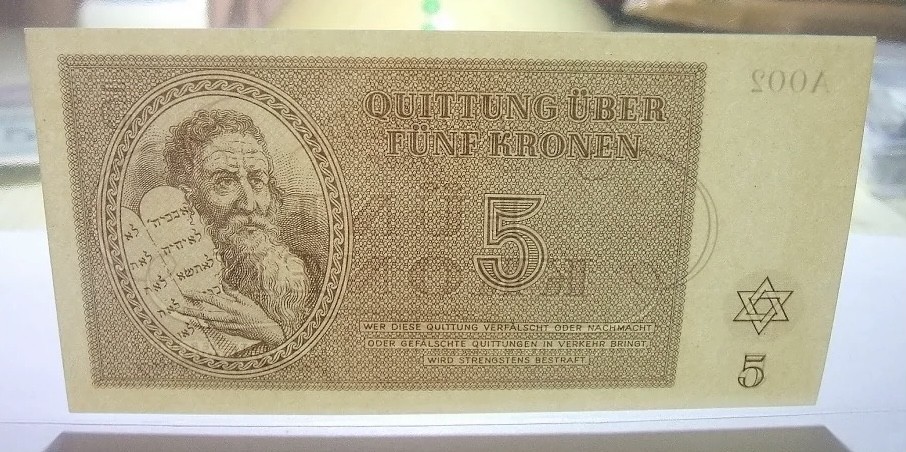 QUITTUNG ÜBER
FÜNF KRONEN
5
WER DIESE QUITTUNG VERFÄLSCHT ODER NACHMACHT
ODER GEFÄLSCHTE QUITTUNGEN IN VERKEHR BRINGT,
WIRD STRENGSTENS BESTRAFT
A002
5